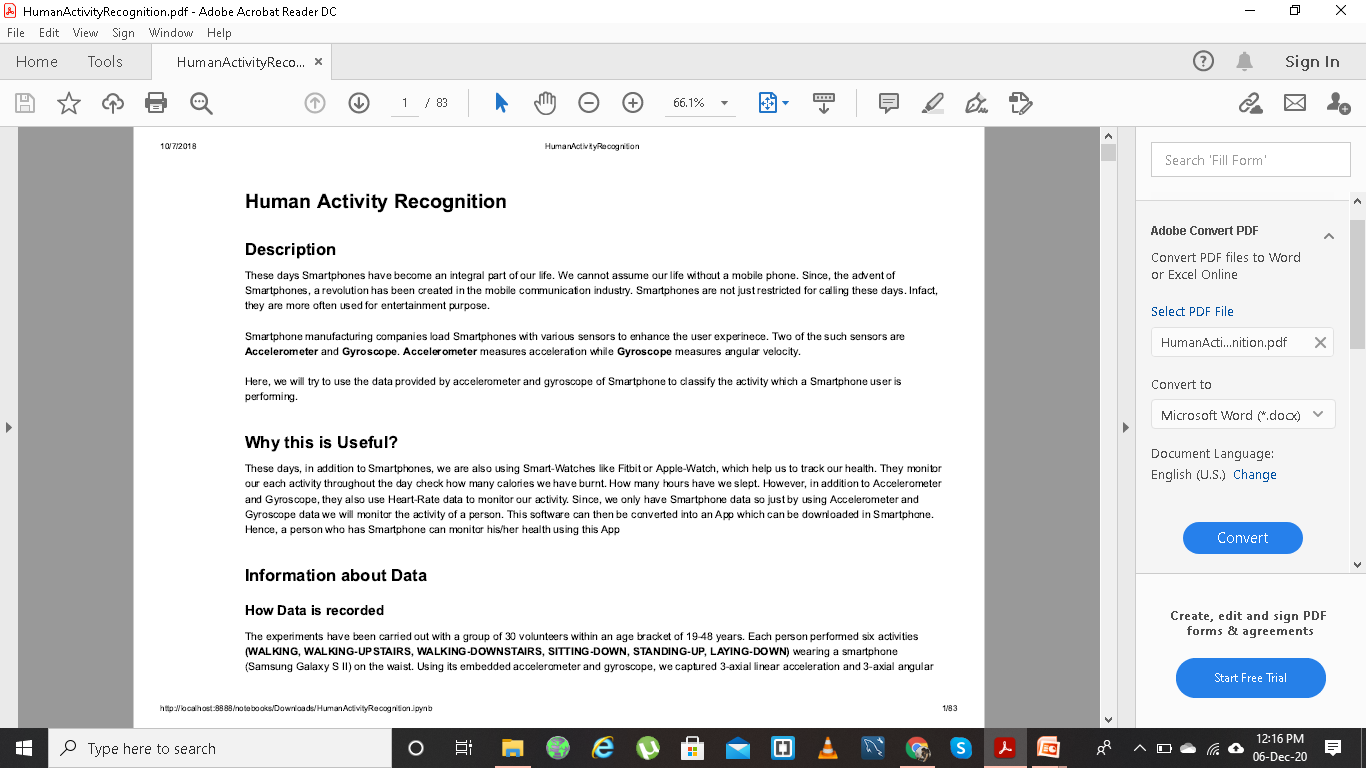 HumanActivityRecognition.pdf - Adobe Acrobat Reader DC
File Edit View Sign Window Help
Home Tools HumanActivityReco... Sign In
1 / 83 66.1%
10/7/2018 HumanActivityRecognition
Human Activity Recognition
Description
These days Smartphones have become an integral part of our life. We cannot assume our life without a mobile phone. Since, the advent of
Smartphones, a revolution has been created in the mobile communication industry. Smartphones are not just restricted for calling these days. Infact,
they are more often used for entertainment purpose.
Smartphone manufacturing companies load Smartphones with various sensors to enhance the user experinece. Two of the such sensors are
Accelerometer and Gyroscope. Accelerometer measures acceleration while Gyroscope measures angular velocity.
Here, we will try to use the data provided by accelerometer and gyroscope of Smartphone to classify the activity which a Smartphone user is
performing.
Why this is Useful?
These days, in addition to Smartphones, we are also using Smart-Watches like Fitbit or Apple-Watch, which help us to track our health. They monitor
our each activity throughout the day check how many calories we have burnt. How many hours have we slept. However, in addition to Accelerometer
and Gyroscope, they also use Heart-Rate data to monitor our activity. Since, we only have Smartphone data so just by using Accelerometer and
Gyroscope data we will monitor the activity of a person. This software can then be converted into an App which can be downloaded in Smartphone.
Hence, a person who has Smartphone can monitor his/her health using this App
Information about Data
How Data is recorded
The experiments have been carried out with a group of 30 volunteers within an age bracket of 19-48 years. Each person performed six activities
(WALKING, WALKING-UPSTAIRS, WALKING-DOWNSTAIRS, SITTING-DOWN, STANDING-UP, LAYING-DOWN) wearing a smartphone
(Samsung Galaxy S II) on the waist. Using its embedded accelerometer and gyroscope, we captured 3-axial linear acceleration and 3-axial angular
http://localhost:8888/notebooks/Downloads/HumanActivityRecognition.ipynb 1/83
Search 'Fill Form'
Adobe Convert PDF
Convert PDF files to Word
or Excel Online
Select PDF File
HumanActi...nition.pdf
Convert to
Microsoft Word (*.docx)
Document Language:
English (U.S.) Change
Convert
Create, edit and sign PDF
forms & agreements
Start Free Trial
Type here to search
12:16 PM
06-Dec-20